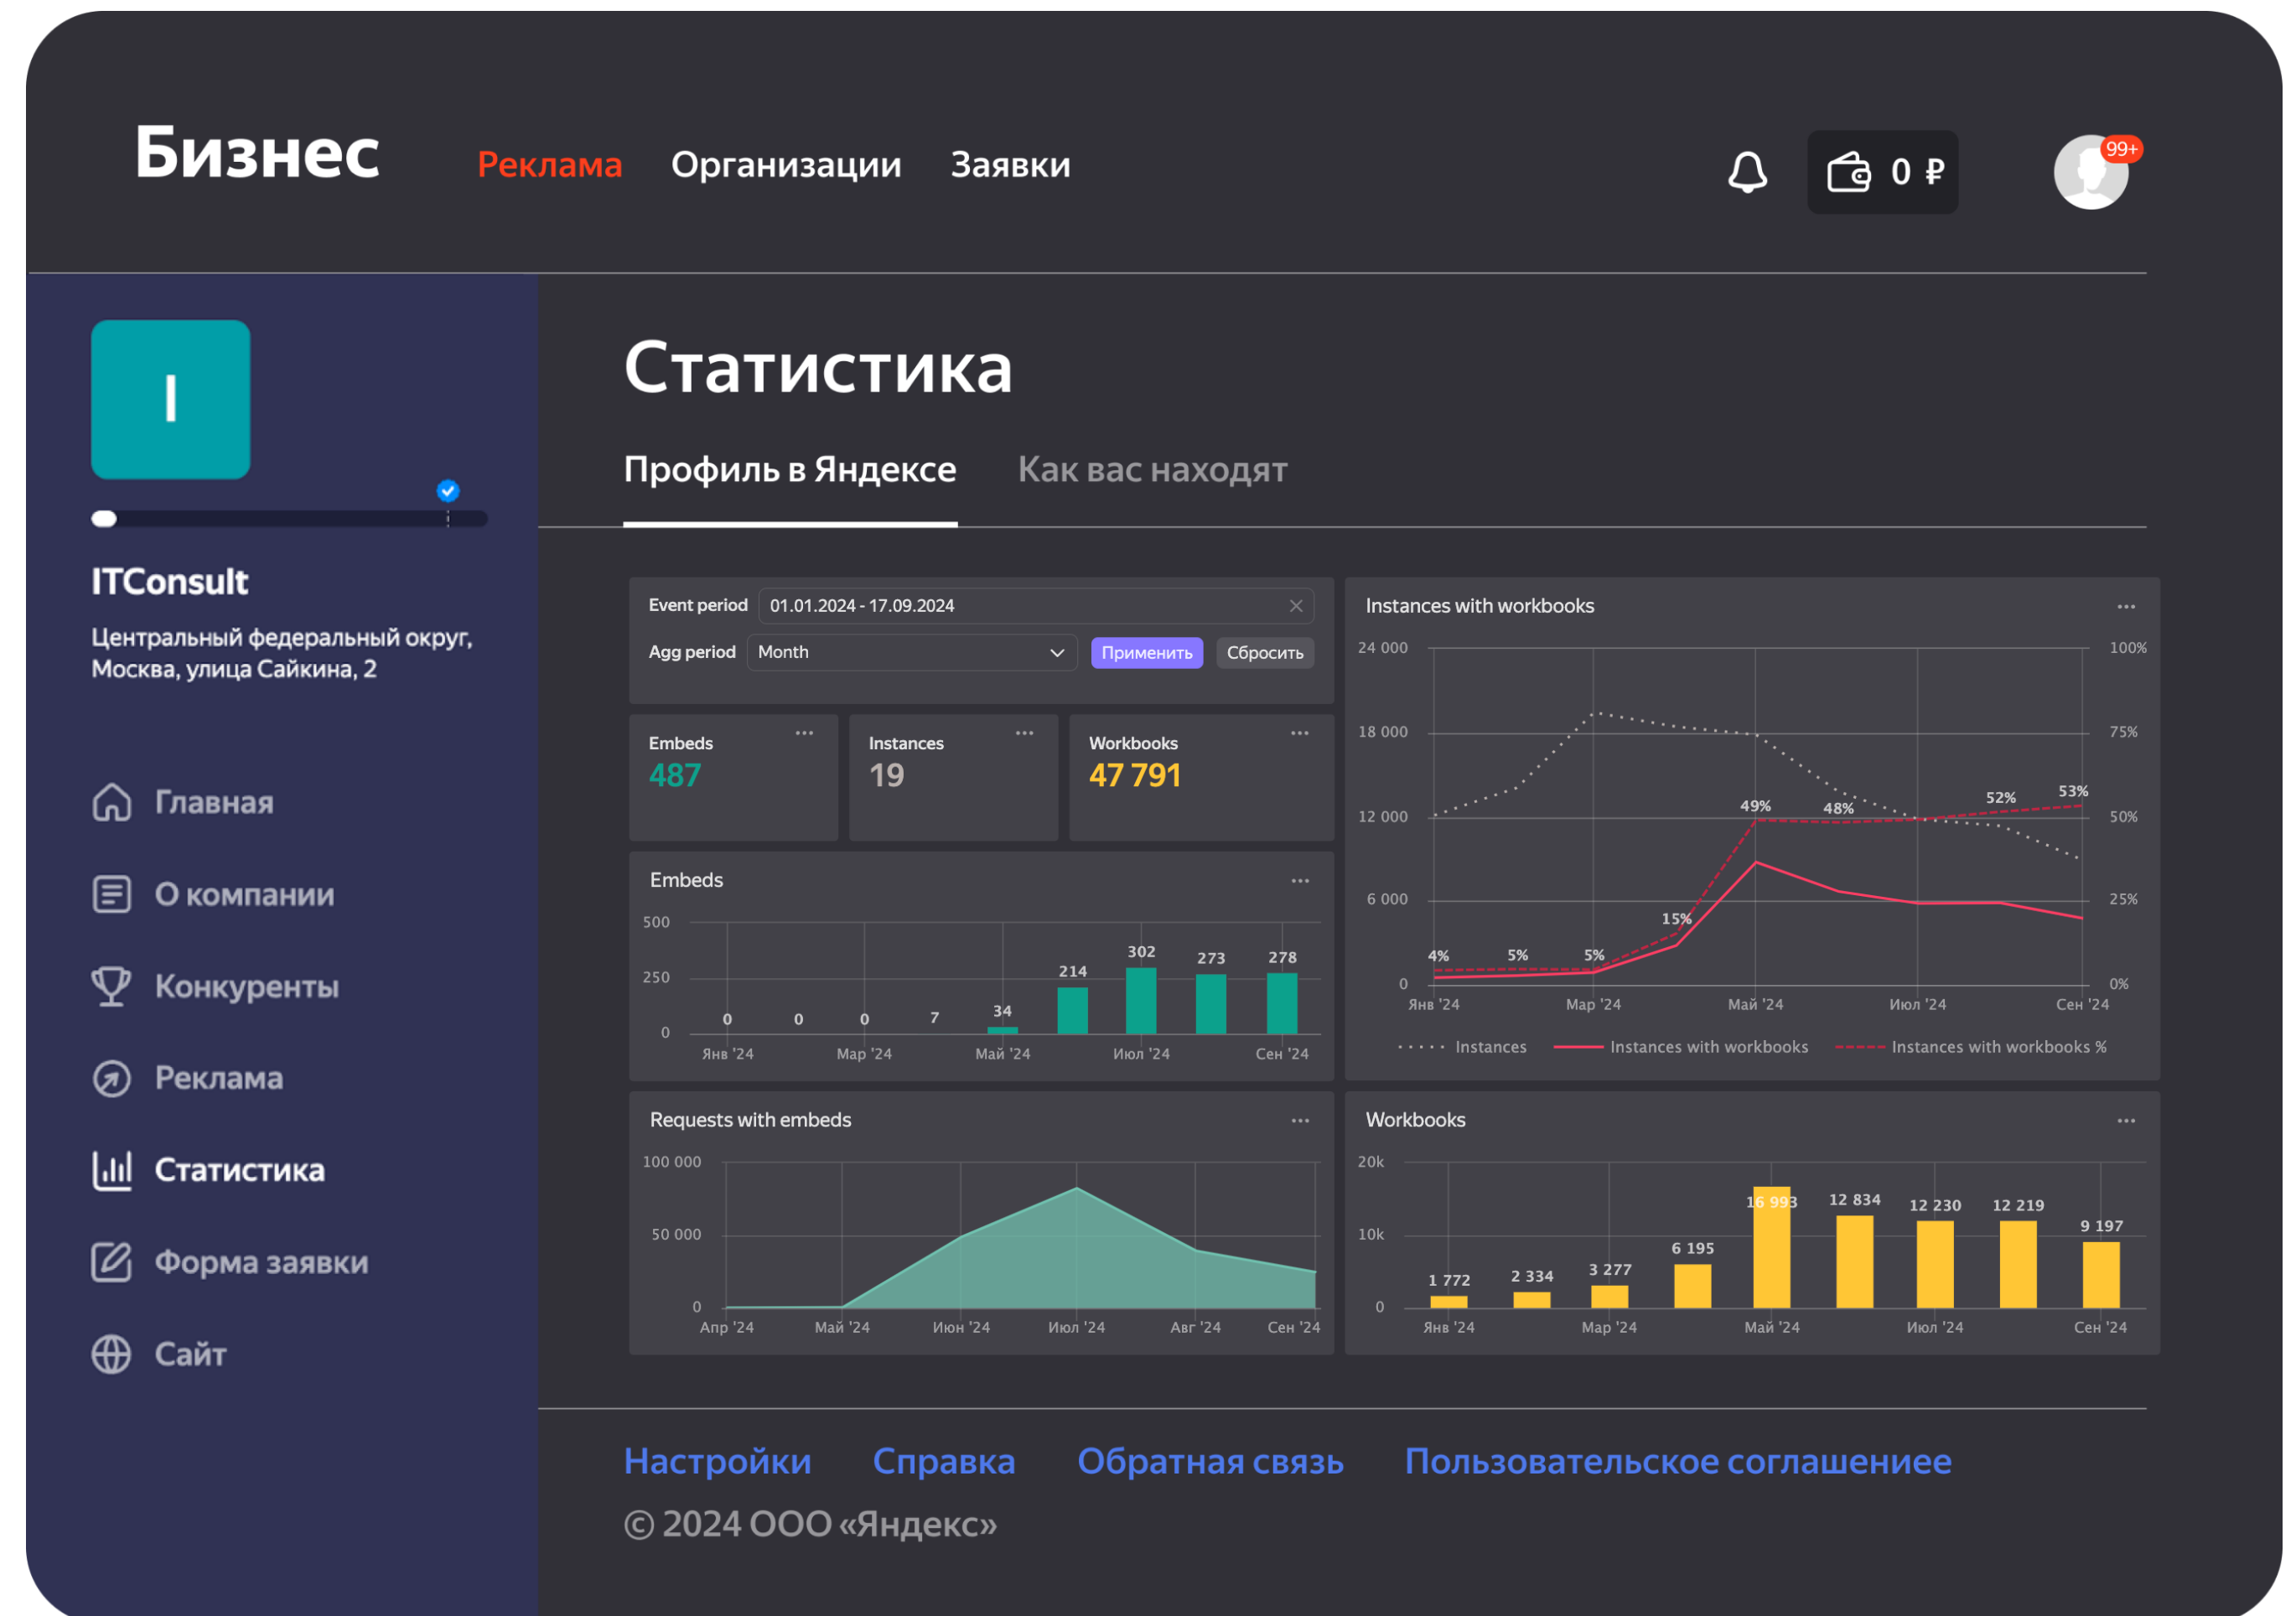 Бизнес
Реклама
Организации
Заявки
0 ₽
99+
I
ITConsult
Центральный федеральный округ,
Москва, улица Сайкина, 2
Главная
О компании
Конкуренты
Реклама
Статистика
Форма заявки
Сайт
Статистика
Профиль в Яндексе
Как вас находят
Event period 01.01.2024 - 17.09.2024
Agg period Month Применить Сбросить
Embeds
487
Instances
19
Workbooks
47 791
Embeds
500
250
0
0 0 0 7 34 214 302 273 278
Янв '24 Мар '24 Май '24 Июл '24 Сен '24
Instances with workbooks
24 000 100%
18 000 75%
12 000 50%
6 000 25%
0 0%
4% 5% 5% 15% 49% 48% 52% 53%
Янв '24 Мар '24 Май '24 Июл '24 Сен '24
Instances Instances with workbooks Instances with workbooks %
Requests with embeds
100 000
50 000
0
Апр '24 Май '24 Июн '24 Июл '24 Авг '24 Сен '24
Workbooks
20k
10k
0
1 772 2 334 3 277 6 195 16 993 12 834 12 230 12 219 9 197
Янв '24 Мар '24 Май '24 Июл '24 Сен '24
Настройки Справка Обратная связь Пользовательское соглашениее
© 2024 ООО «Яндекс»